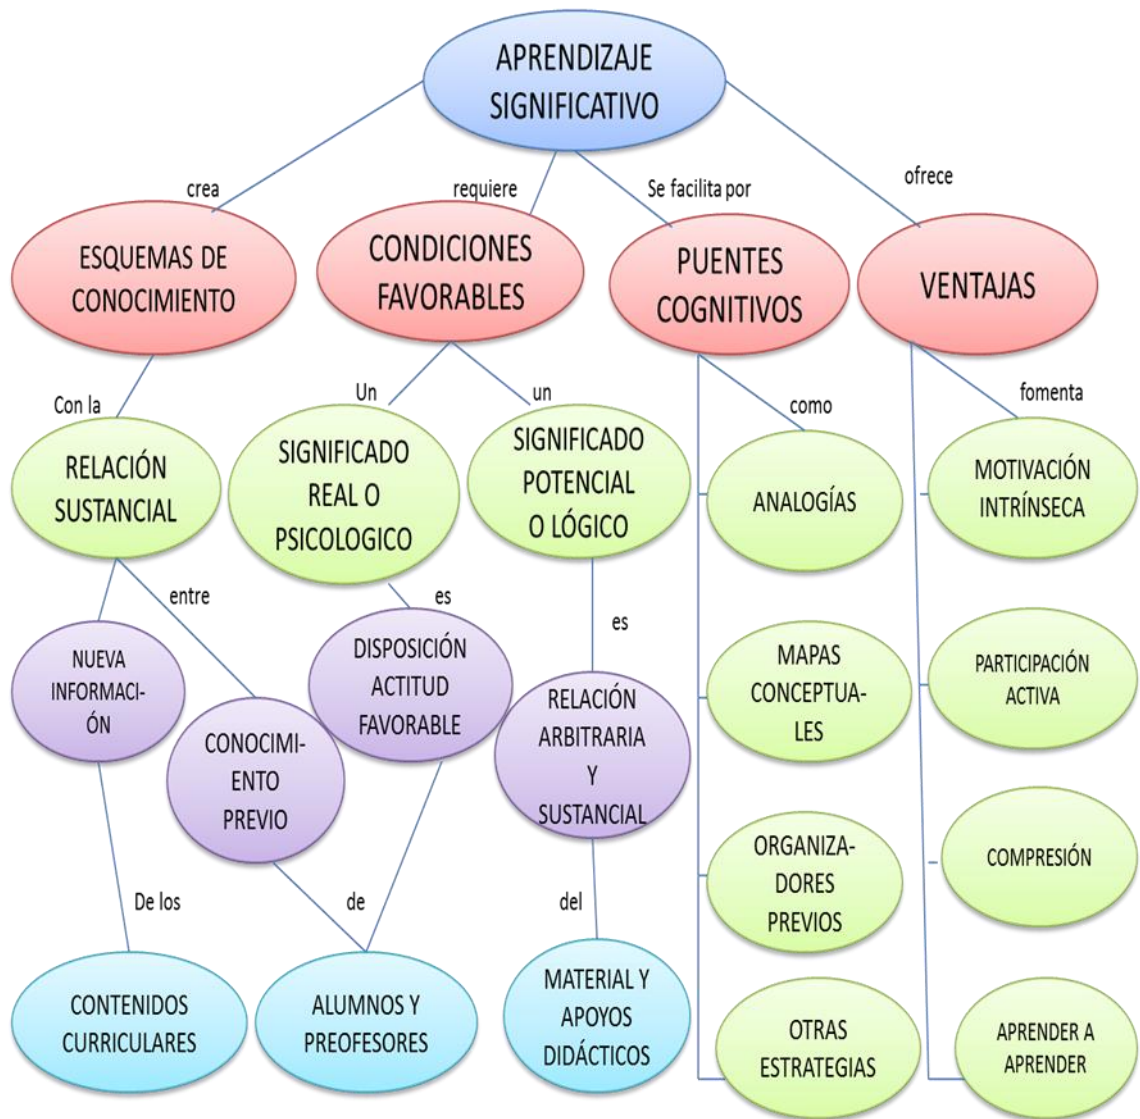 APRENDIZAJE
SIGNIFICATIVO
crea
requiere
Se facilita por
ofrece
ESQUEMAS DE
CONOCIMIENTO
CONDICIONES
FAVORABLES
PUENTES
COGNITIVOS
VENTAJAS
Con la
Un
un
como
fomenta
RELACIÓN
SUSTANCIAL
SIGNIFICADO
REAL O
PSICOLOGICO
SIGNIFICADO
POTENCIAL
O LÓGICO
ANALOGÍAS
MOTIVACIÓN
INTRÍNSECA
entre
es
es
NUEVA
INFORMACI-
ÓN
CONOCIMI-
ENTO
PREVIO
DISPOSICIÓN
ACTITUD
FAVORABLE
RELACIÓN
ARBITRARIA
Y
SUSTANCIAL
MAPAS
CONCEPTUA-
LES
PARTICIPACIÓN
ACTIVA
ORGANIZA-
DORES
PREVIOS
COMPRESIÓN
De los
de
del
CONTENIDOS
CURRICULARES
ALUMNOS Y
PREOFESORES
MATERIAL Y
APOYOS
DIDÁCTICOS
OTRAS
ESTRATEGIAS
APRENDER A
APRENDER